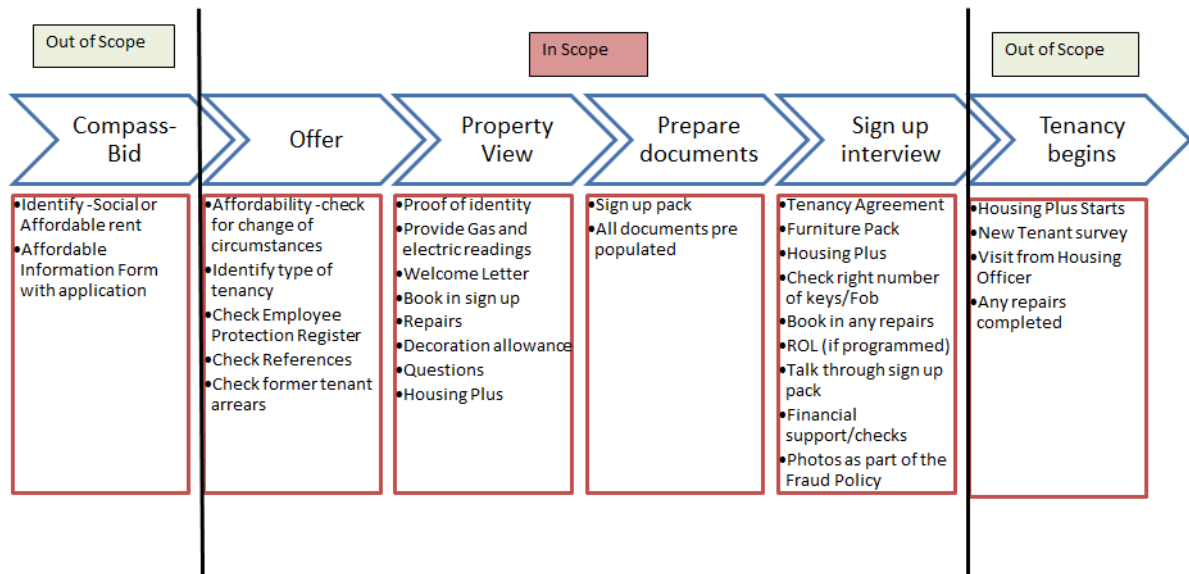 Out of Scope
In Scope
Out of Scope
Compass-
Bid
Offer
Property
View
Prepare
documents
Sign up
interview
Tenancy
begins
•Identify -Social or
Affordable rent
•Affordable
Information Form
with application
•Affordability -check
for change of
circumstances
•Identify type of
tenancy
•Check Employee
Protection Register
•Check References
•Check former tenant
arrears
•Proof of identity
•Provide Gas and
electric readings
•Welcome Letter
•Book in sign up
•Repairs
•Decoration allowance
•Questions
•Housing Plus
•Sign up pack
•All documents pre
populated
•Tenancy Agreement
•Furniture Pack
•Housing Plus
•Check right number
of keys/Fob
•Book in any repairs
•ROL (if programmed)
•Talk through sign up
pack
•Financial
support/checks
•Photos as part of the
Fraud Policy
•Housing Plus Starts
•New Tenant survey
•Visit from Housing
Officer
•Any repairs
completed